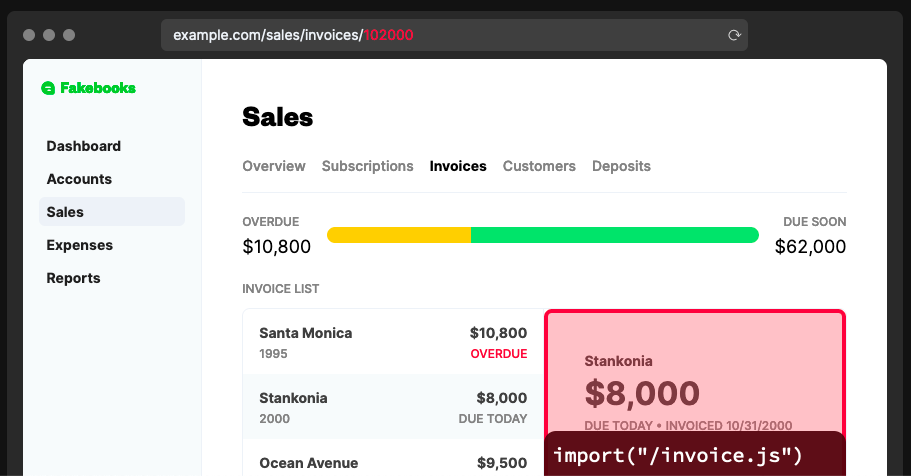 example.com/sales/invoices/102000
Fakebooks
Dashboard
Accounts
Sales
Expenses
Reports
Sales
Overview Subscriptions Invoices Customers Deposits
OVERDUE DUE SOON
$10,800 $62,000
INVOICE LIST
Santa Monica $10,800
1995 OVERDUE
Stankonia $8,000
2000 DUE TODAY
Ocean Avenue $9,500
Stankonia
$8,000
DUE TODAY • INVOICED 10/31/2000
import("/invoice.js")